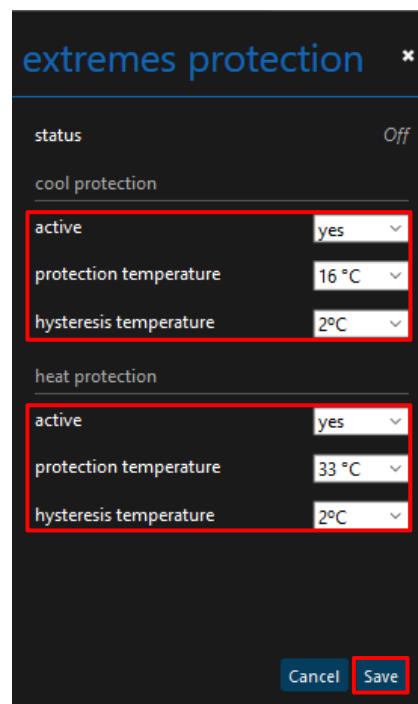 extremes protection ×
status Off
cool protection
active yes
protection temperature 16 °C
hysteresis temperature 2ºC
heat protection
active yes
protection temperature 33 °C
hysteresis temperature 2ºC
Cancel Save